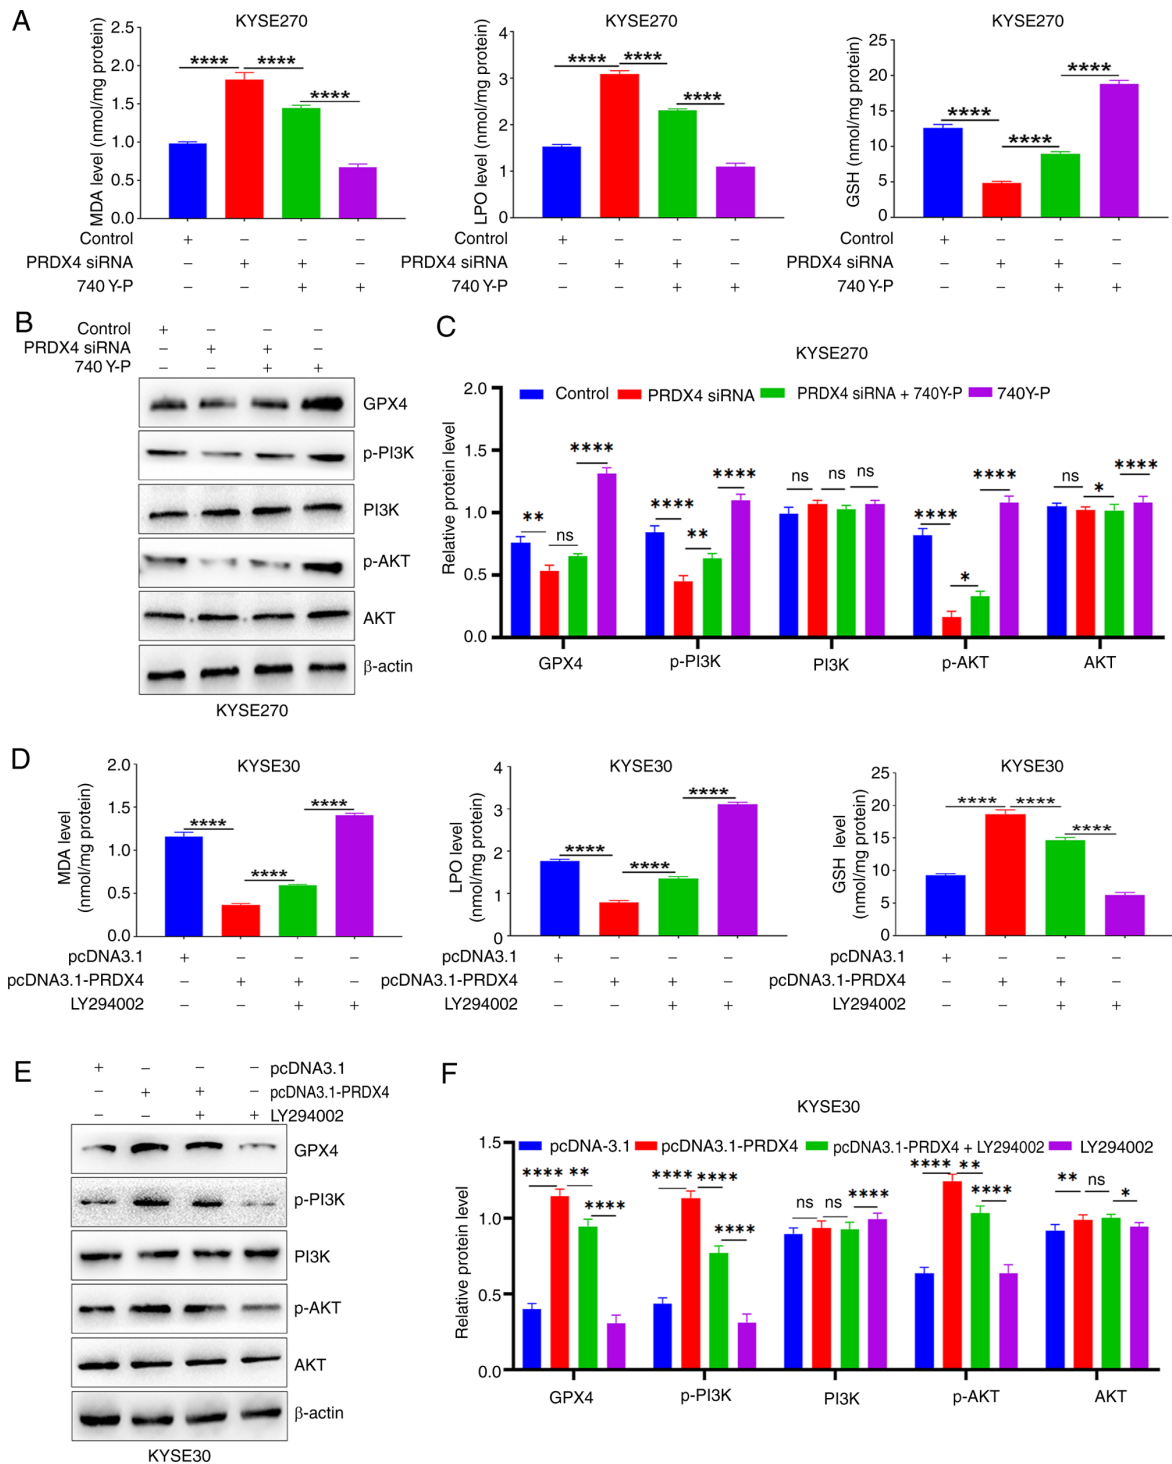 A
KYSE270
MDA level (nmol/mg protein)
2.5
2.0
1.5
1.0
0.5
0.0
**** ****
****
Control + – – –
PRDX4 siRNA – + + –
740 Y-P – – + +
KYSE270
LPO level (nmol/mg protein)
4
3
2
1
0
**** ****
****
Control + – – –
PRDX4 siRNA – + + –
740 Y-P – – + +
KYSE270
GSH (nmol/mg protein)
25
20
15
10
5
0
****
****
****
Control + – – –
PRDX4 siRNA – + + –
740 Y-P – – + +
B
Control + – – –
PRDX4 siRNA – + + –
740 Y-P – – + +
GPX4
p-PI3K
PI3K
p-AKT
AKT
β-actin
KYSE270
C
KYSE270
Control PRDX4 siRNA PRDX4 siRNA + 740Y-P 740Y-P
Relative protein level
2.0
1.5
1.0
0.5
0.0
** ns ****
**** ** ****
ns ns ns
**** * ****
ns * ****
GPX4 p-PI3K PI3K p-AKT AKT
D
KYSE30
MDA level
(nmol/mg protein)
2.0
1.5
1.0
0.5
0.0
**** **** ****
pcDNA3.1 + – – –
pcDNA3.1-PRDX4 – + + –
LY294002 – – + +
KYSE30
LPO level
(nmol/mg protein)
4
3
2
1
0
**** **** ****
pcDNA3.1 + – – –
pcDNA3.1-PRDX4 – + + –
LY294002 – – + +
KYSE30
GSH level
(nmol/mg protein)
25
20
15
10
5
0
**** ****
****
pcDNA3.1 + – – –
pcDNA3.1-PRDX4 – + + –
LY294002 – – + +
E
+ – – – pcDNA3.1
– + + – pcDNA3.1-PRDX4
– – + + LY294002
GPX4
p-PI3K
PI3K
p-AKT
AKT
β-actin
KYSE30
F
KYSE30
pcDNA-3.1 pcDNA3.1-PRDX4 pcDNA3.1-PRDX4 + LY294002 LY294002
Relative protein level
1.5
1.0
0.5
0.0
**** ** ****
**** **** ****
ns ns ****
**** ** ****
** ns *
GPX4 p-PI3K PI3K p-AKT AKT